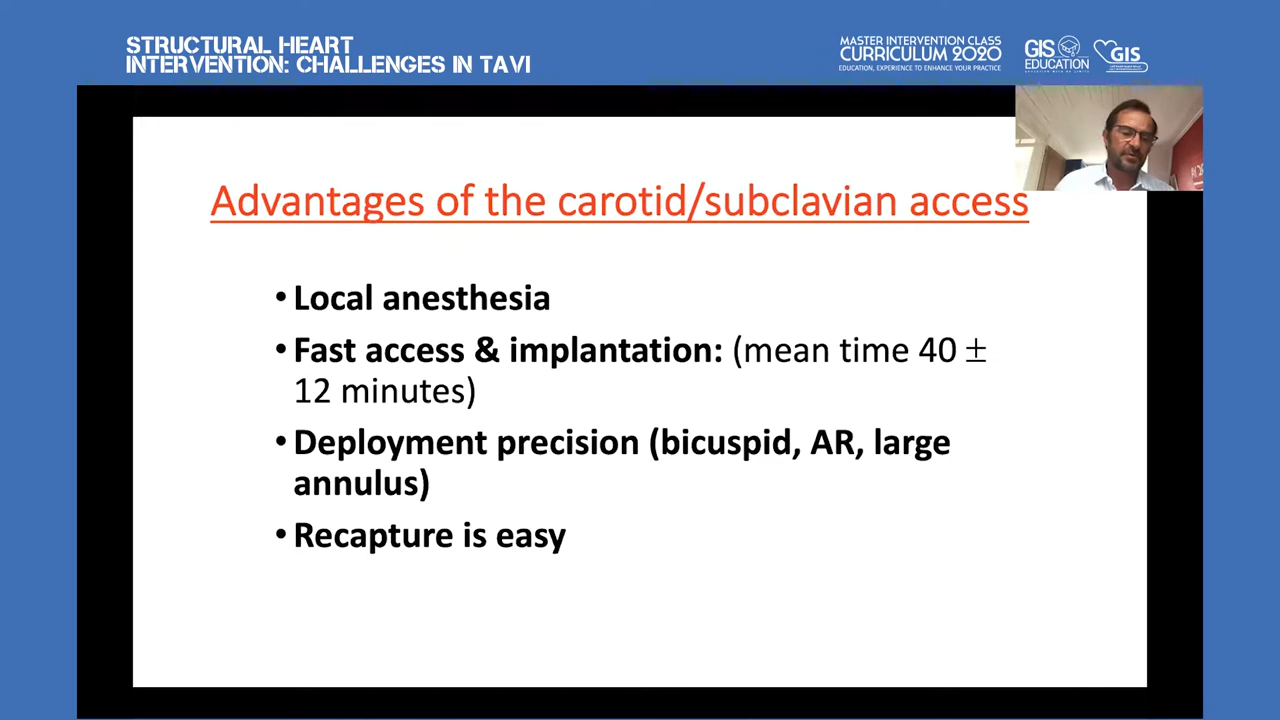 STRUCTURAL HEART
INTERVENTION: CHALLENGES IN TAVI
MASTER INTERVENTION CLASS
CURRICULUM 2020
EDUCATION, EXPERIENCE TO ENHANCE YOUR PRACTICE
GIS
EDUCATION
GIS
Advantages of the carotid/subclavian access
• Local anesthesia
• Fast access & implantation: (mean time 40 ±
12 minutes)
• Deployment precision (bicuspid, AR, large
annulus)
• Recapture is easy